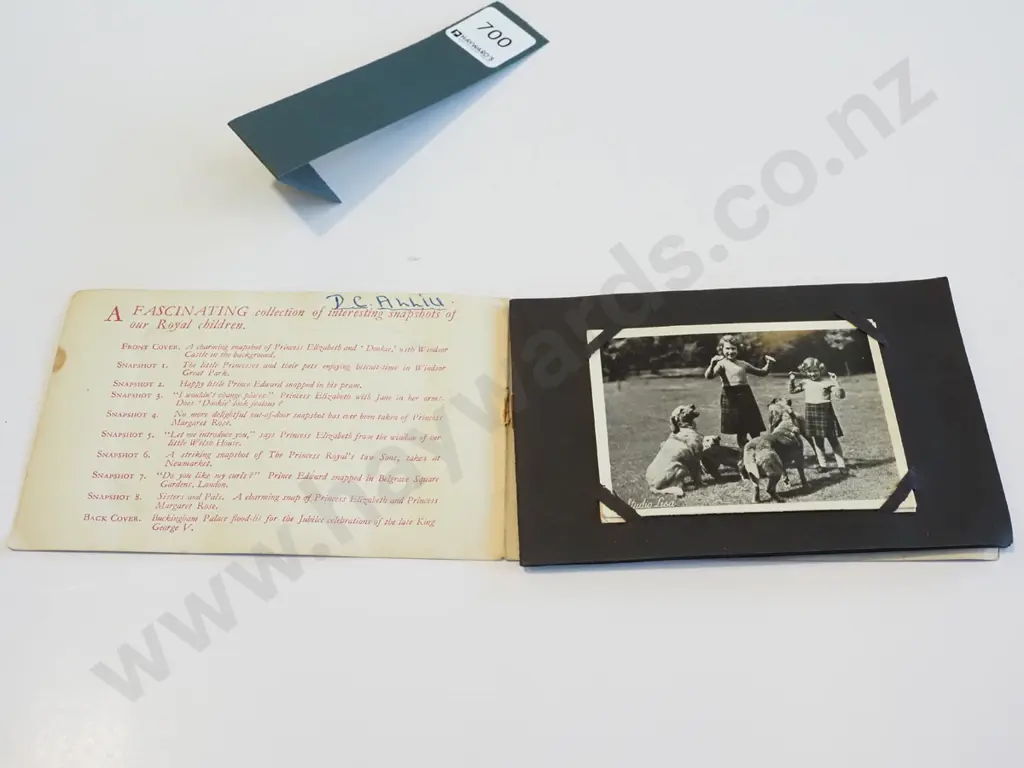 700
HAYWARD'S
www.haywards.co.nz
D.C. Allill.
A FASCINATING collection of interesting snapshots of
our Royal children.
FRONT COVER. A charming snapshot of Princess Elizabeth and 'Dookie,' with Windsor
Castle in the background.
SNAPSHOT 1. The little Princesses and their pets enjoying biscuit-time in Windsor
Great Park.
SNAPSHOT 2. Happy little Prince Edward snapped in his pram.
SNAPSHOT 3. "I wouldn't change places." Princess Elizabeth with Jane in her arms.
Does 'Dookie' look jealous?
SNAPSHOT 4. No more delightful out-of-door snapshot has ever been taken of Princess
Margaret Rose.
SNAPSHOT 5. "Let me introduce you," says Princess Elizabeth from the window of her
little Welsh House.
SNAPSHOT 6. A striking snapshot of The Princess Royal's two Sons, taken at
Newmarket.
SNAPSHOT 7. "Do you like my curls?" Prince Edward snapped in Belgrave Square
Gardens, London.
SNAPSHOT 8. Sisters and Pals. A charming snap of Princess Elizabeth and Princess
Margaret Rose.
BACK COVER. Buckingham Palace flood-lit for the Jubilee celebrations of the late King
George V.
Studio Lisa